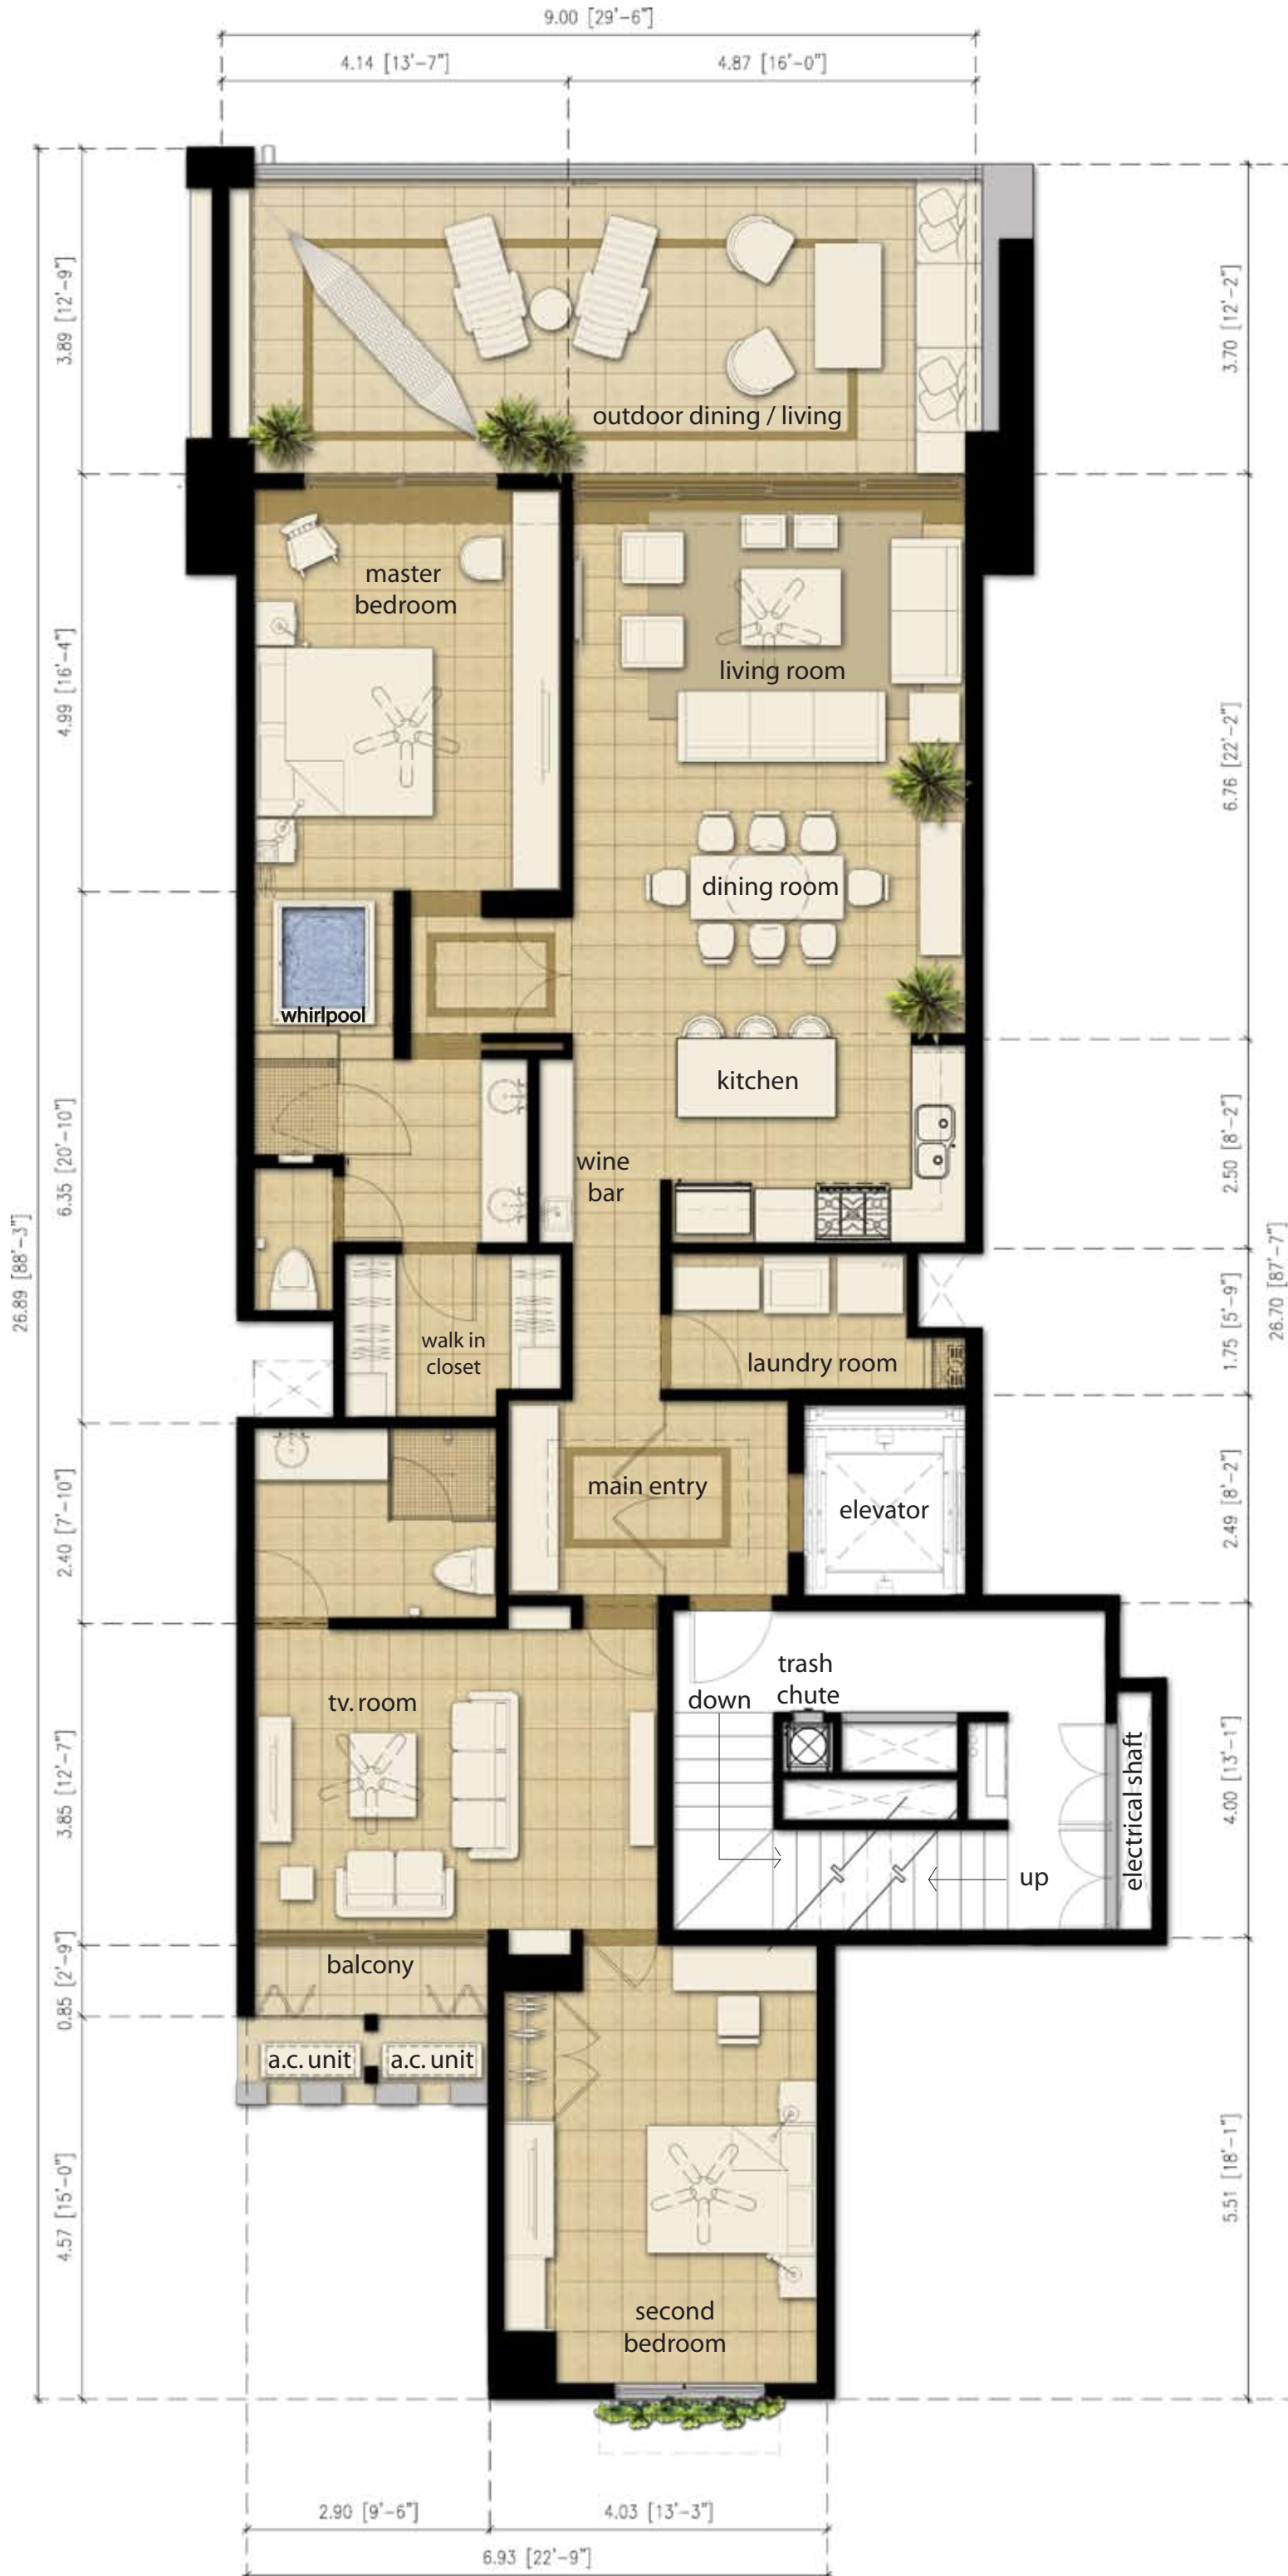 9.00 [29'-6"]
4.14 [13'-7"]
4.87 [16'-0"]
3.89 [12'-9"]
3.70 [12'-2"]
outdoor dining / living
master
bedroom
living room
4.99 [16'-4"]
6.76 [22'-2"]
dining room
whirlpool
kitchen
wine
bar
6.35 [20'-10"]
2.50 [8'-2"]
26.89 [88'-3"]
26.70 [87'-7"]
walk in
closet
laundry room
1.75 [5'-9"]
main entry
elevator
2.40 [7'-10"]
2.49 [8'-2"]
trash
chute
down
tv. room
electrical shaft
3.85 [12'-7"]
4.00 [13'-1"]
up
balcony
0.85 [2'-9"]
a.c. unit
a.c. unit
4.57 [15'-0"]
5.51 [18'-1"]
second
bedroom
2.90 [9'-6"]
4.03 [13'-3"]
6.93 [22'-9"]